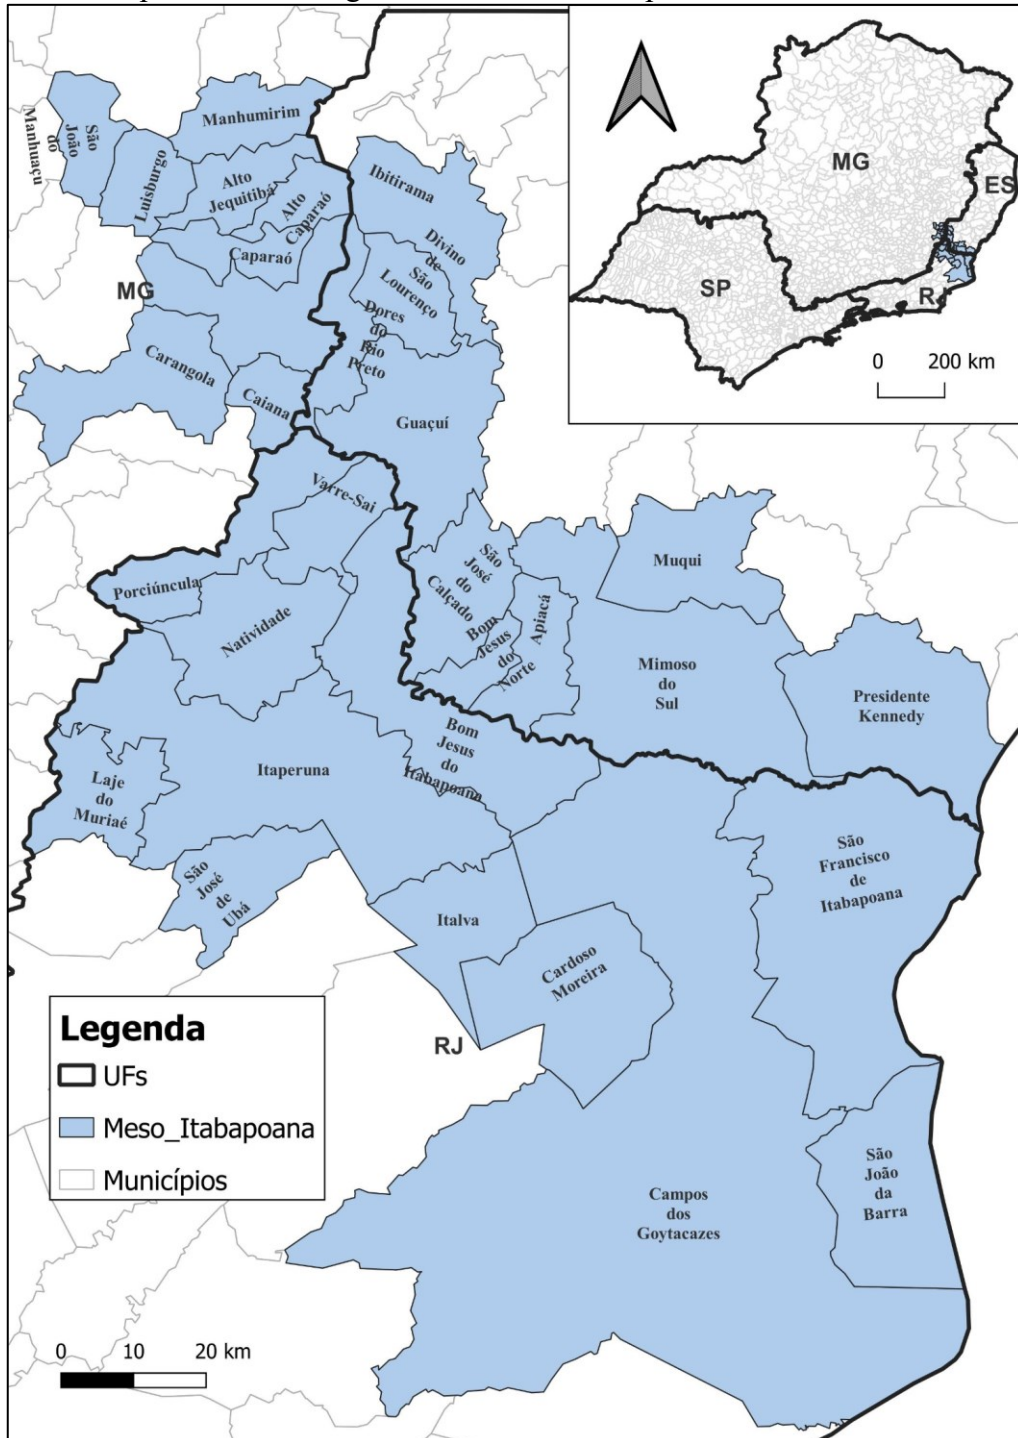 MG
ES
SP
R
0 200 km
Manhumirim
São
João
do
Manhuaçu
Luisburgo
Alto
Jequitibá
Alto
Caparaó
Caparaó
MG
Carangola
Caiana
Ibitirama
Divino
de
São
Lourenço
Dores
do
Rio
Preto
Guaçuí
Varre-Sai
Porciúncula
Natividade
São
José
do
Calçado
Bom
Jesus
do
Norte
Apiacá
Muqui
Mimoso
do
Sul
Presidente
Kennedy
Bom
Jesus
do
Itabapoana
Itaperuna
Laje
do
Muriaé
São
José
de
Ubá
Italva
Cardoso
Moreira
São
Francisco
de
Itabapoana
RJ
São
João
da
Barra
Campos
dos
Goytacazes
Legenda
UFs
Meso_Itabapoana
Municípios
0 10 20 km